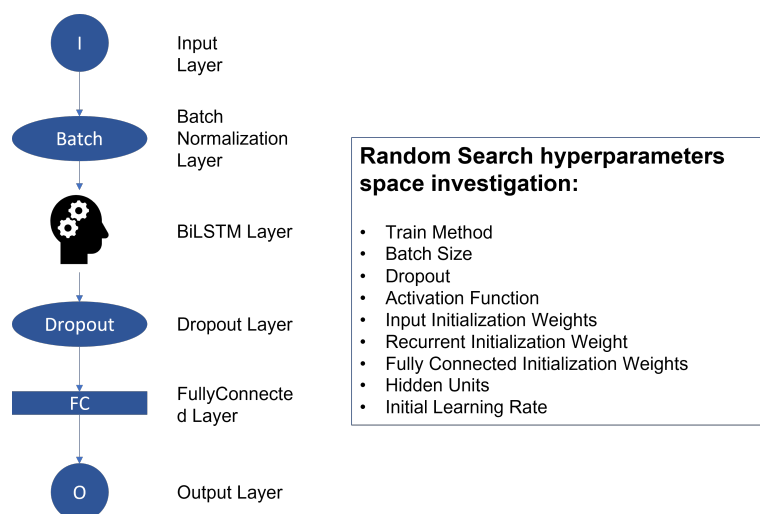 I
Input
Layer
Batch
Batch
Normalization
Layer
BiLSTM Layer
Dropout
Dropout Layer
FC
FullyConnecte
d Layer
O
Output Layer
Random Search hyperparameters
space investigation:
• Train Method
• Batch Size
• Dropout
• Activation Function
• Input Initialization Weights
• Recurrent Initialization Weight
• Fully Connected Initialization Weights
• Hidden Units
• Initial Learning Rate